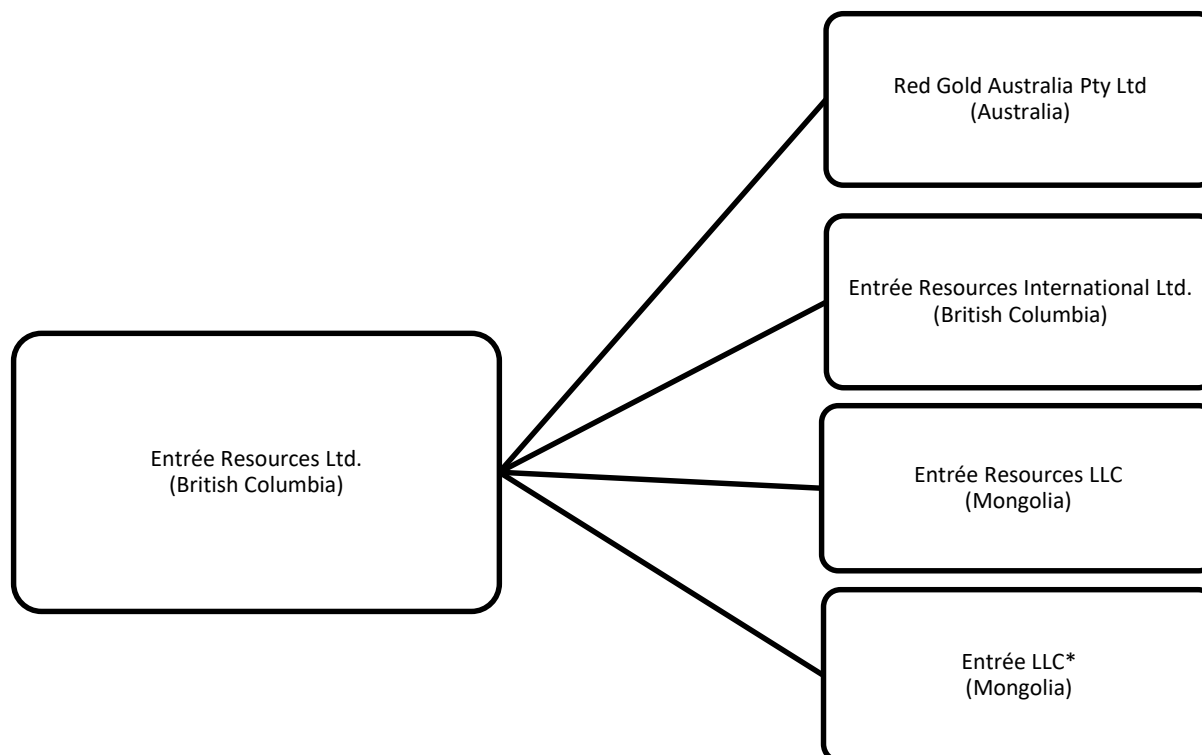 Red Gold Australia Pty Ltd
(Australia)
Entrée Resources International Ltd.
(British Columbia)
Entrée Resources Ltd.
(British Columbia)
Entrée Resources LLC
(Mongolia)
Entrée LLC*
(Mongolia)